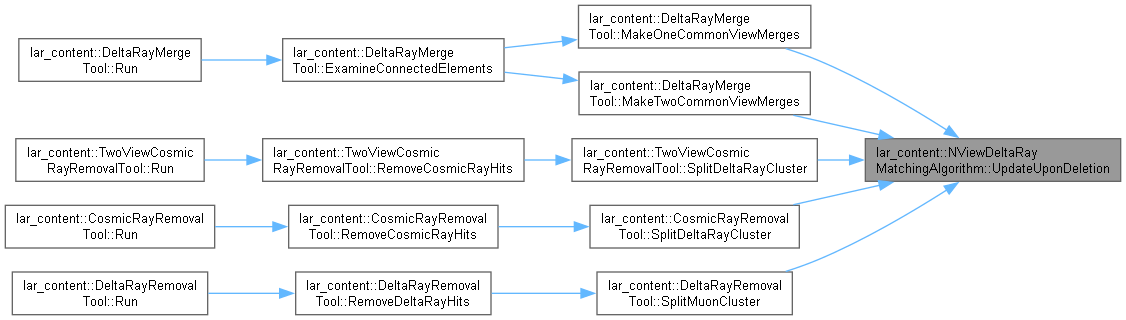 lar_content::DeltaRayMerge
Tool::Run
lar_content::DeltaRayMerge
Tool::ExamineConnectedElements
lar_content::DeltaRayMerge
Tool::MakeOneCommonViewMerges
lar_content::DeltaRayMerge
Tool::MakeTwoCommonViewMerges
lar_content::TwoViewCosmic
RayRemovalTool::Run
lar_content::TwoViewCosmic
RayRemovalTool::RemoveCosmicRayHits
lar_content::TwoViewCosmic
RayRemovalTool::SplitDeltaRayCluster
lar_content::NViewDeltaRay
MatchingAlgorithm::UpdateUponDeletion
lar_content::CosmicRayRemoval
Tool::Run
lar_content::CosmicRayRemoval
Tool::RemoveCosmicRayHits
lar_content::CosmicRayRemoval
Tool::SplitDeltaRayCluster
lar_content::DeltaRayRemoval
Tool::Run
lar_content::DeltaRayRemoval
Tool::RemoveDeltaRayHits
lar_content::DeltaRayRemoval
Tool::SplitMuonCluster